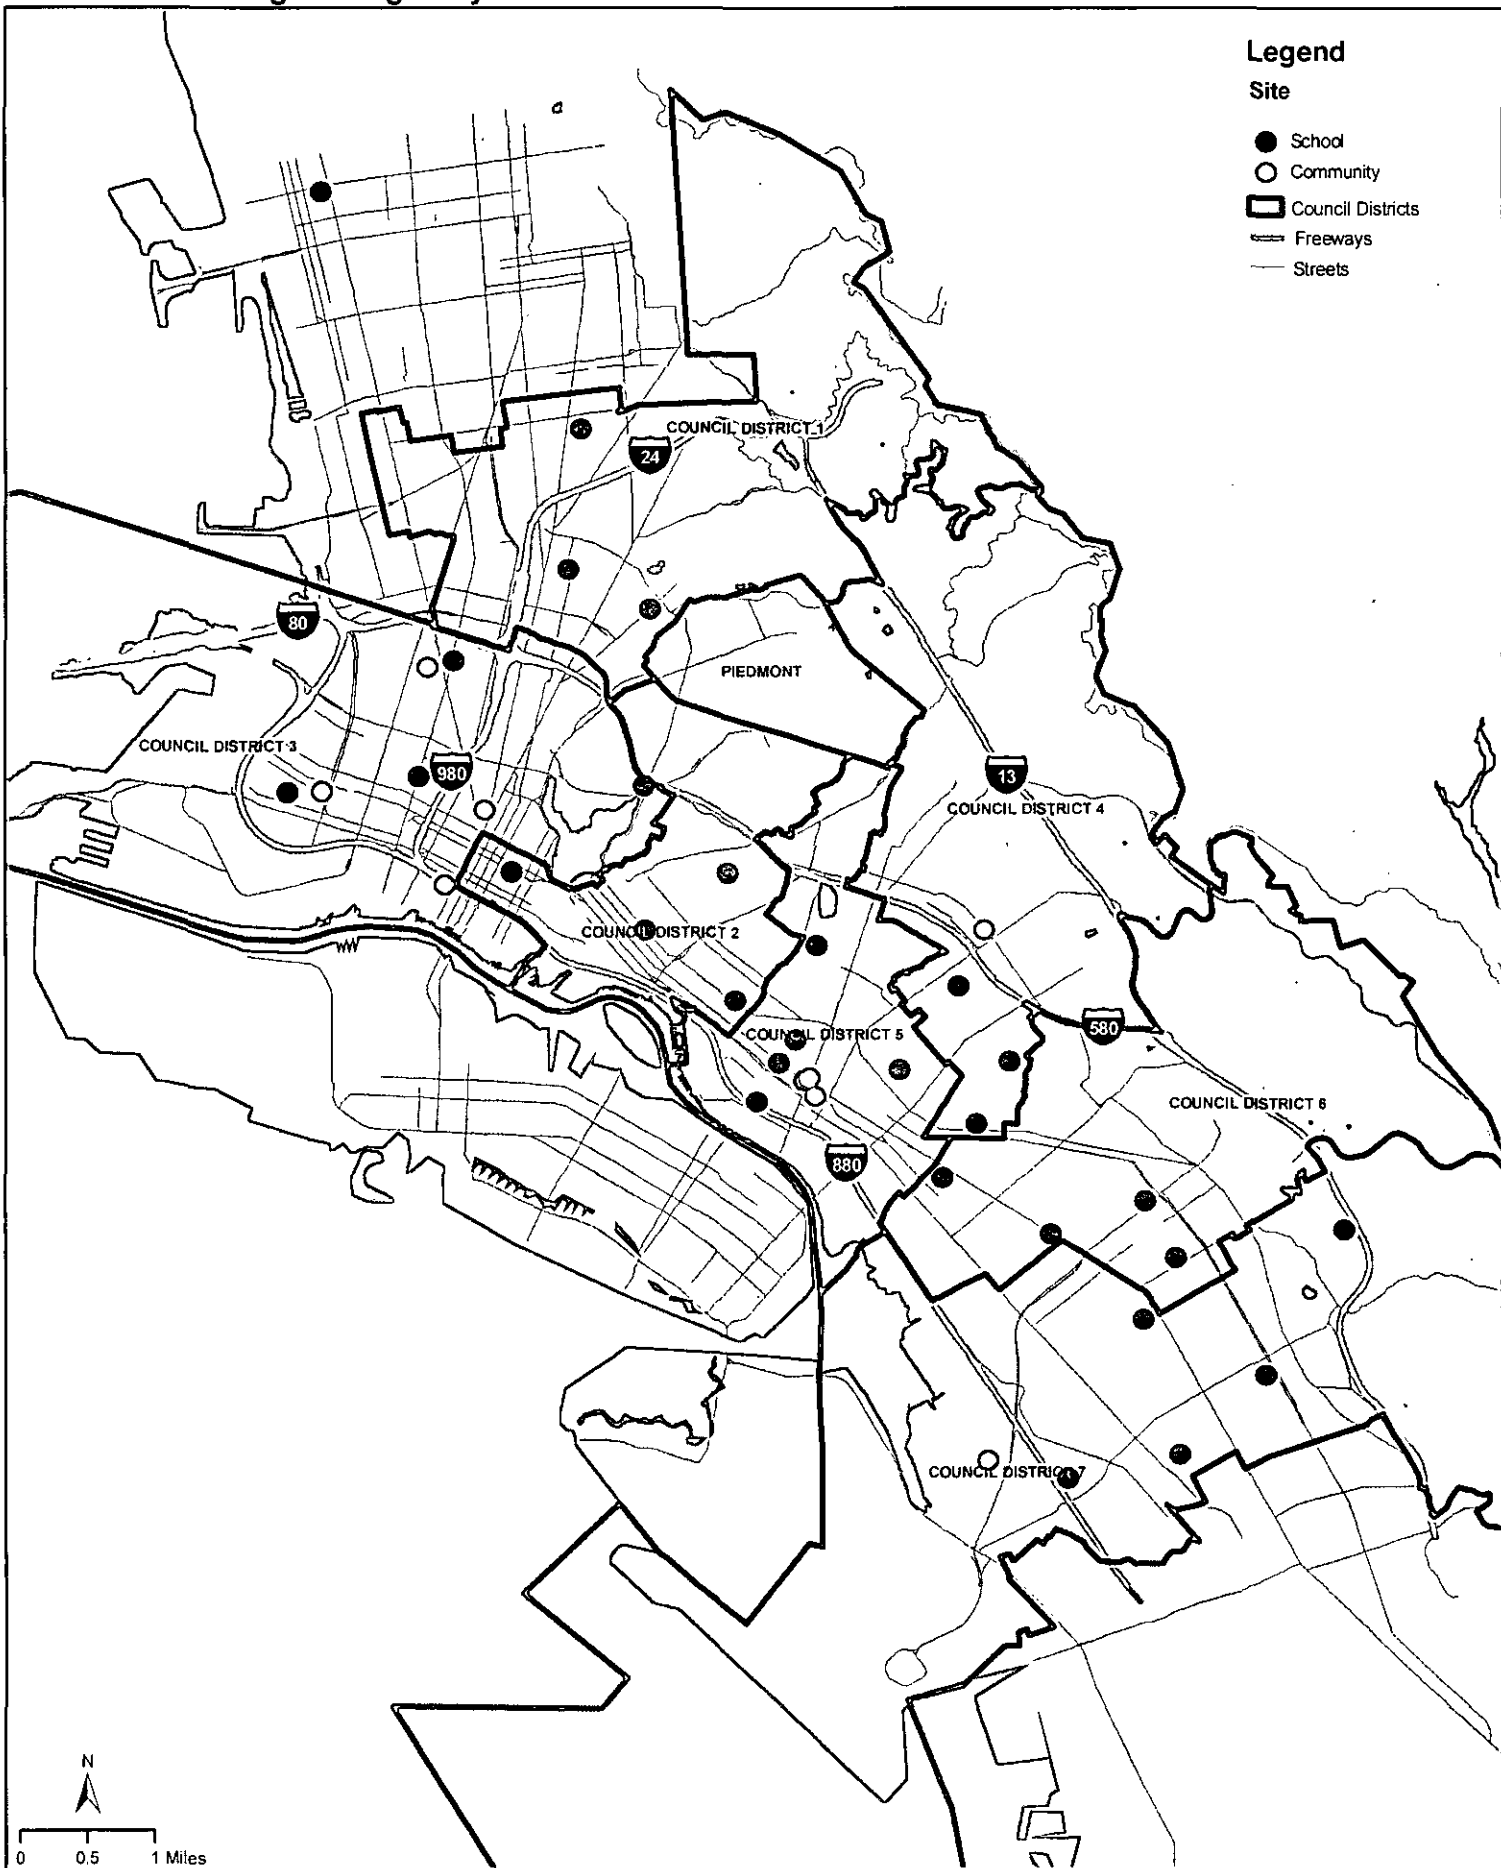 Legend
Site
School
Community
Council Districts
Freeways
Streets
COUNCIL DISTRICT 1
24
80
PIEDMONT
COUNCIL DISTRICT 3
980
13
COUNCIL DISTRICT 4
COUNCIL DISTRICT 2
COUNCIL DISTRICT 5
580
COUNCIL DISTRICT 6
880
COUNCIL DISTRICT 7
N
0 0.5 1 Miles